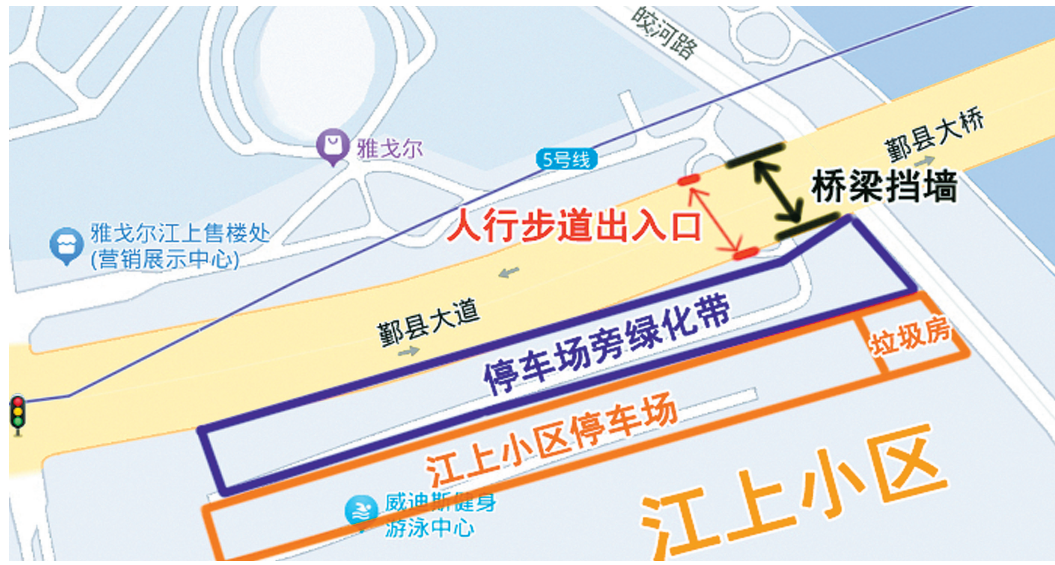 皎河路
鄞县大桥
雅戈尔
5号线
桥梁挡墙
人行步道出入口
雅戈尔江上售楼处
(营销展示中心)
鄞县大道
停车场旁绿化带
垃圾房
江上小区停车场
江上小区
威迪斯健身
游泳中心